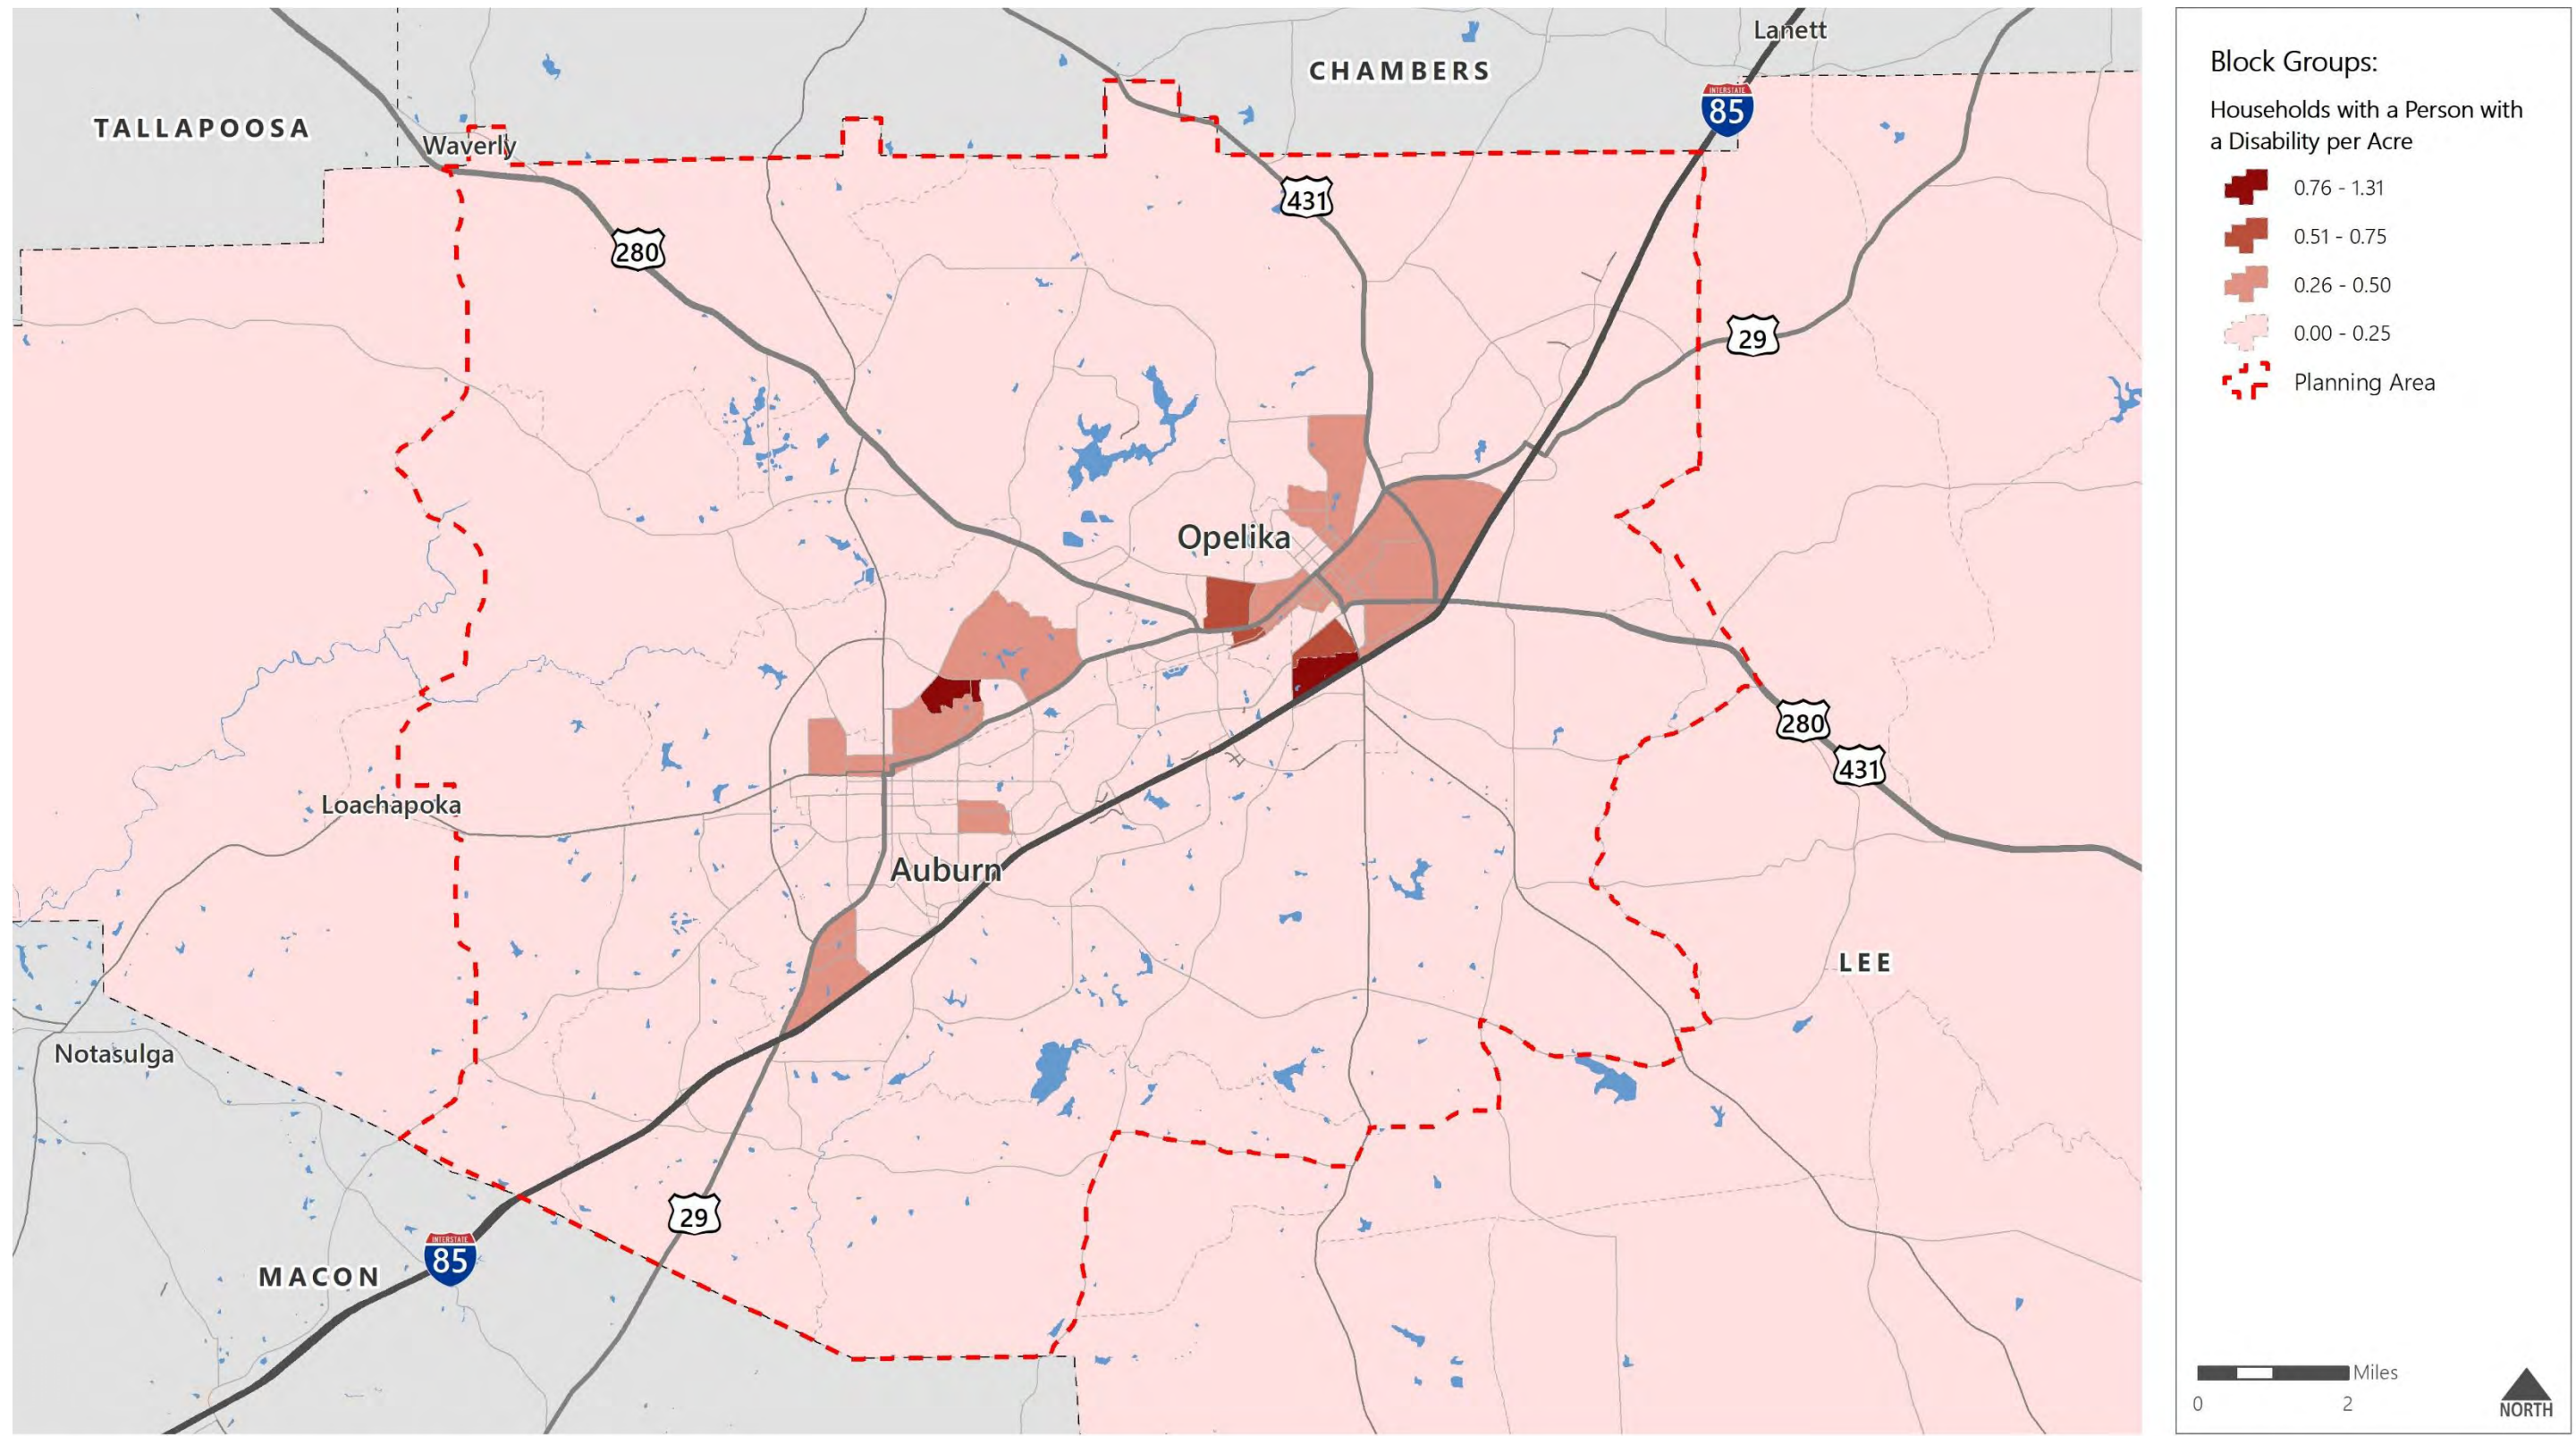 Lanett
CHAMBERS
INTERSTATE
85
TALLAPOOSA
Waverly
431
280
29
Opelika
280
431
Loachapoka
Auburn
LEE
Notasulga
29
INTERSTATE
85
MACON
Block Groups:
Households with a Person with
a Disability per Acre
0.76 - 1.31
0.51 - 0.75
0.26 - 0.50
0.00 - 0.25
Planning Area
Miles
0 2
NORTH